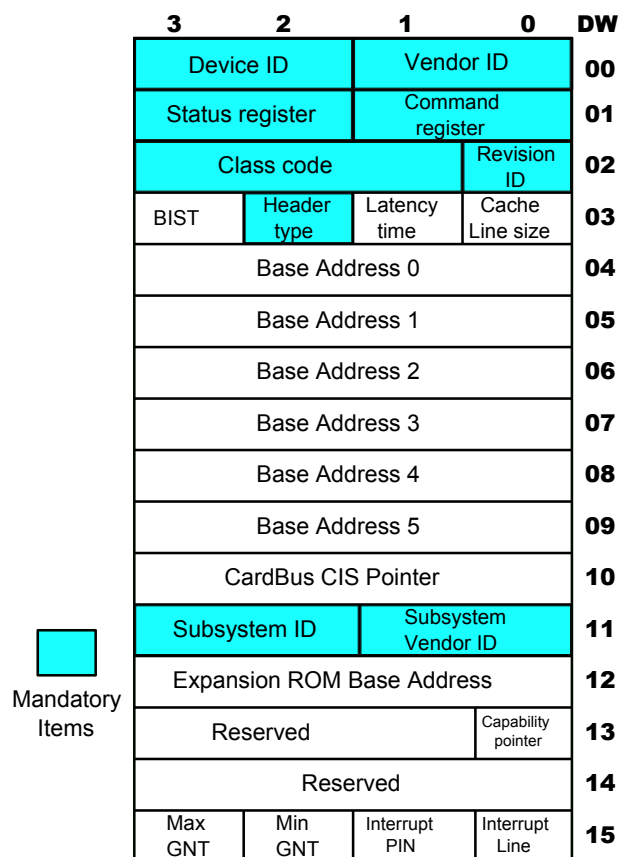 3 2 1 0 DW
Device ID Vendor ID 00
Status register Command register 01
Class code Revision ID 02
BIST Header type Latency time Cache Line size 03
Base Address 0 04
Base Address 1 05
Base Address 2 06
Base Address 3 07
Base Address 4 08
Base Address 5 09
CardBus CIS Pointer 10
Subsystem ID Subsystem Vendor ID 11
Expansion ROM Base Address 12
Mandatory Items
Reserved Capability pointer 13
Reserved 14
Max GNT Min GNT Interrupt PIN Interrupt Line 15